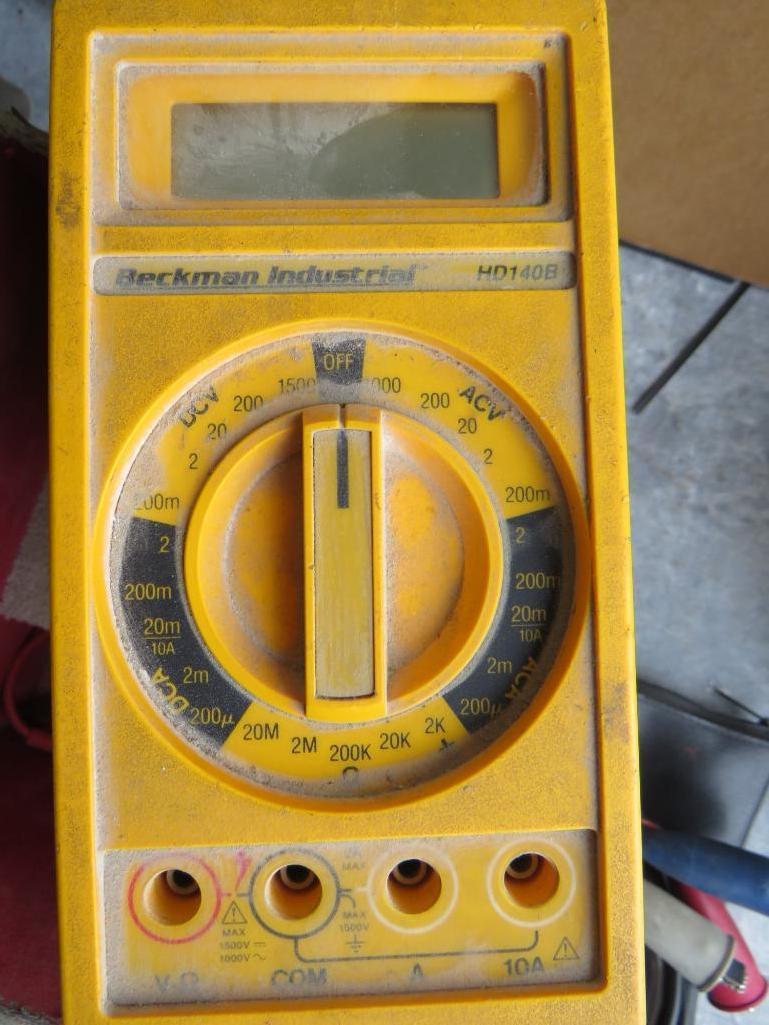 Beckman Industrial™ HD140B
OFF
DCV
1500
200
20
2
ACV
1000
200
20
2
200m
2
200m
20m
10A
2m
200µ
DCA
2
200m
20m
10A
2m
200µ
ACA
20M 2M 200K 20K 2K
Ω
MAX
MAX
1500V
MAX
1500V
1000V
V-Ω COM A 10A